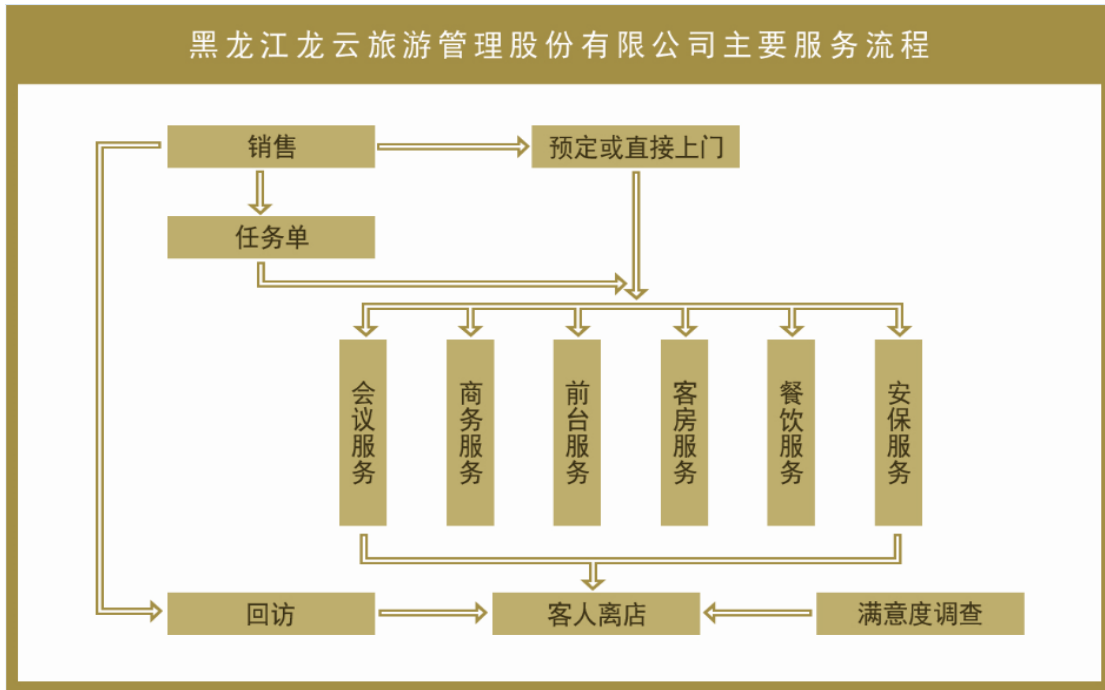 黑龙江龙云旅游管理股份有限公司主要服务流程
销售
预定或直接上门
任务单
会议服务
商务服务
前台服务
客房服务
餐饮服务
安保服务
回访
客人离店
满意度调查